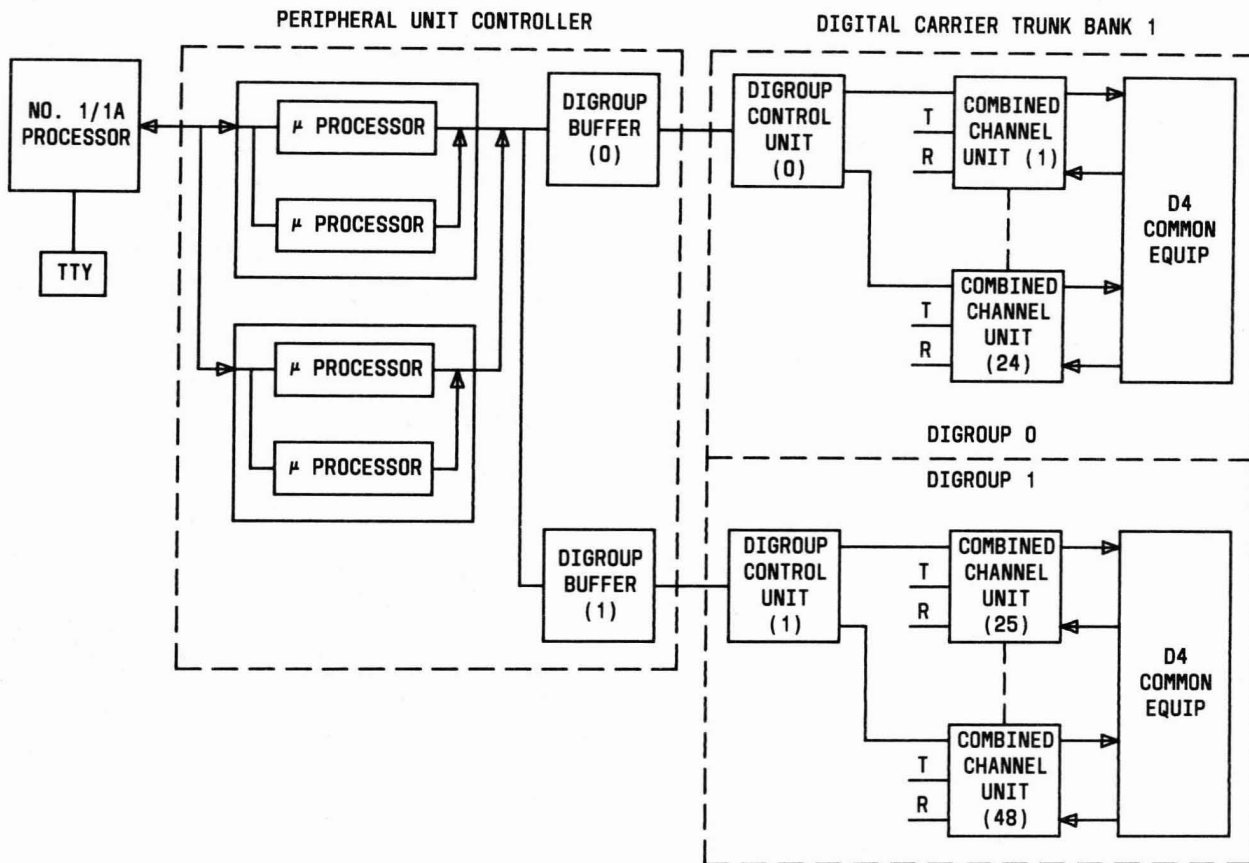 PERIPHERAL UNIT CONTROLLER
DIGITAL CARRIER TRUNK BANK 1
NO. 1/1A
PROCESSOR
TTY
μ PROCESSOR
μ PROCESSOR
μ PROCESSOR
μ PROCESSOR
DIGROUP
BUFFER
(0)
DIGROUP
BUFFER
(1)
DIGROUP
CONTROL
UNIT
(0)
T
R
COMBINED
CHANNEL
UNIT (1)
T
R
COMBINED
CHANNEL
UNIT
(24)
D4
COMMON
EQUIP
DIGROUP 0
DIGROUP 1
DIGROUP
CONTROL
UNIT
(1)
T
R
COMBINED
CHANNEL
UNIT
(25)
T
R
COMBINED
CHANNEL
UNIT
(48)
D4
COMMON
EQUIP